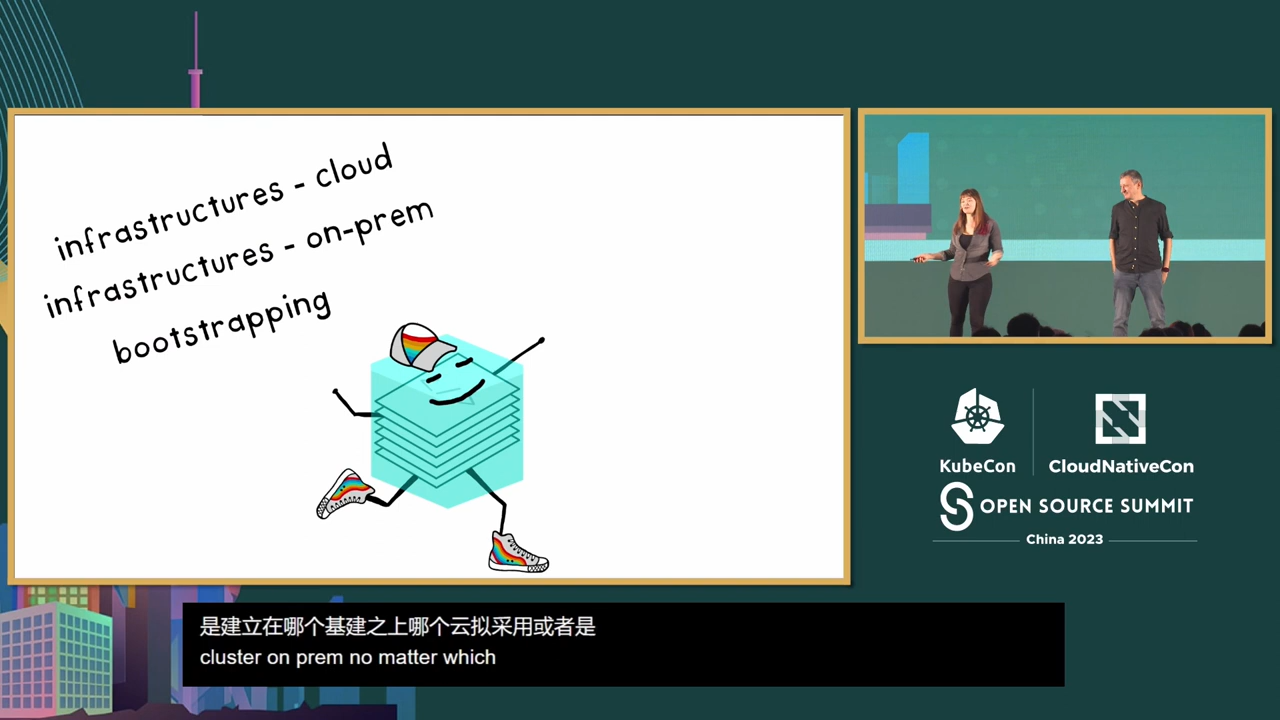 infrastructures - cloud
infrastructures - on-prem
bootstrapping
KubeCon
CloudNativeCon
OPEN SOURCE SUMMIT
China 2023
是建立在哪个基建之上哪个云拟采用或者是
cluster on prem no matter which